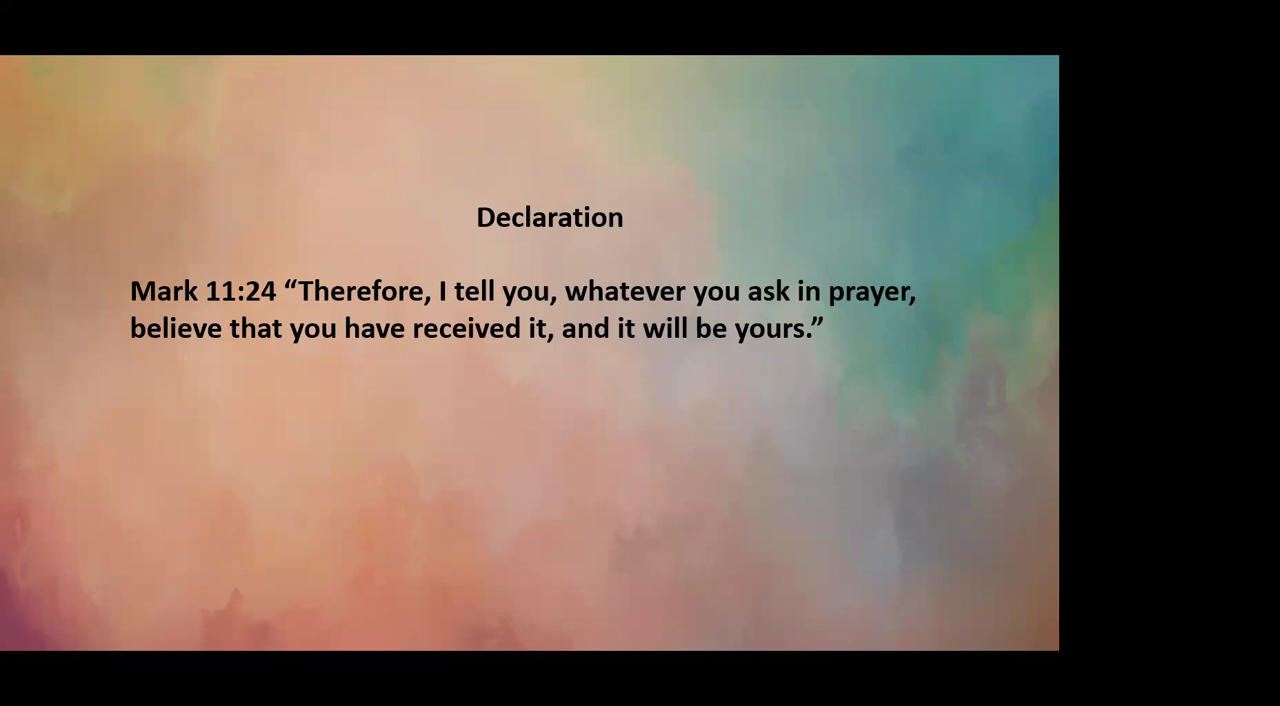 Declaration
Mark 11:24 “Therefore, I tell you, whatever you ask in prayer,
believe that you have received it, and it will be yours.”